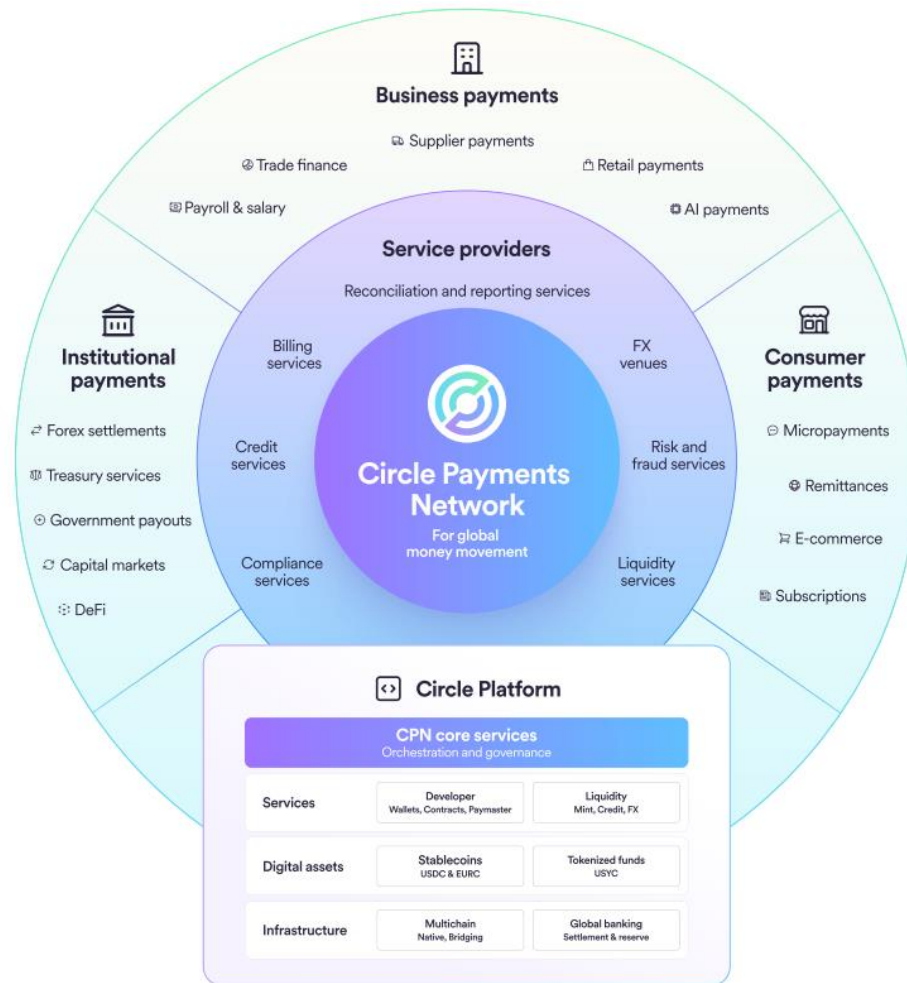 Business payments
Supplier payments
Trade finance
Retail payments
Payroll & salary
AI payments
Service providers
Reconciliation and reporting services
Billing
services
FX
venues
Credit
services
Risk and
fraud services
Compliance
services
Liquidity
services
Circle Payments
Network
For global
money movement
Institutional
payments
Forex settlements
Treasury services
Government payouts
Capital markets
DeFi
Consumer
payments
Micropayments
Remittances
E-commerce
Subscriptions
Circle Platform
CPN core services
Orchestration and governance
Services
Developer
Wallets, Contracts, Paymaster
Liquidity
Mint, Credit, FX
Digital assets
Stablecoins
USDC & EURC
Tokenized funds
USYC
Infrastructure
Multichain
Native, Bridging
Global banking
Settlement & reserve